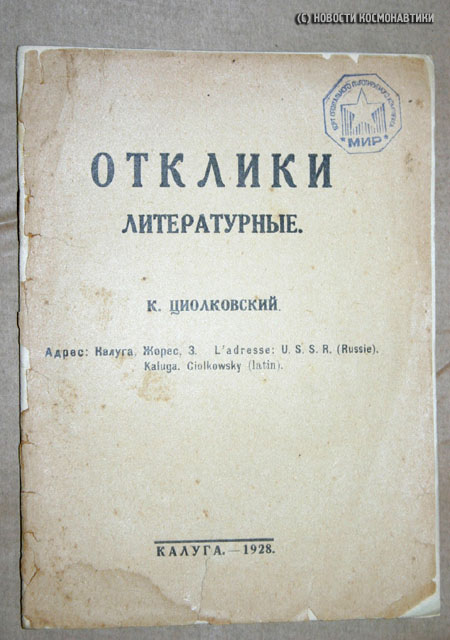 (C) НОВОСТИ КОСМОНАВТИКИ
МИР
ОТКЛИКИ
ЛИТЕРАТУРНЫЕ.
К. ЦИОЛКОВСКИЙ.
Адрес: Калуга. Жорес, 3. L'adresse: U. S. S. R. (Russie).
Kaluga. Ciolkowsky (latin).
КАЛУГА.—1928.